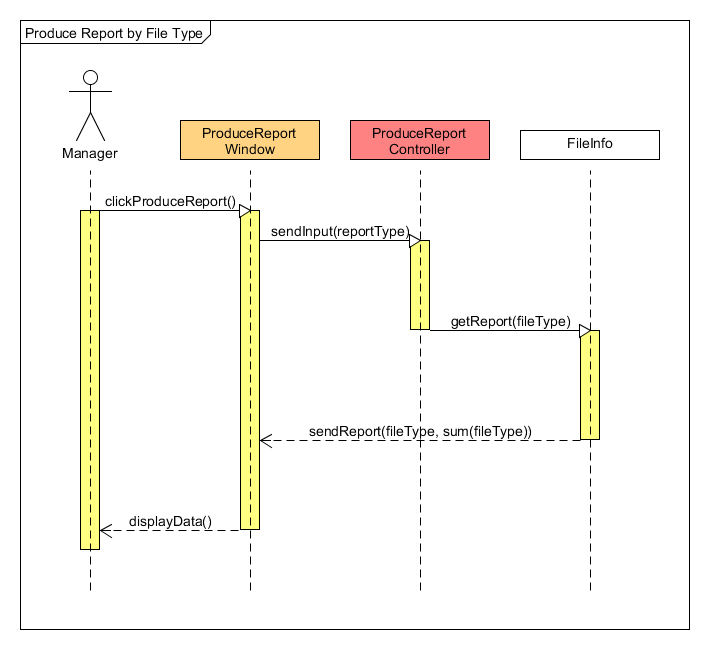 Produce Report by File Type
Manager
ProduceReport
Window
ProduceReport
Controller
FileInfo
clickProduceReport()
sendInput(reportType)
getReport(fileType)
sendReport(fileType, sum(fileType))
displayData()